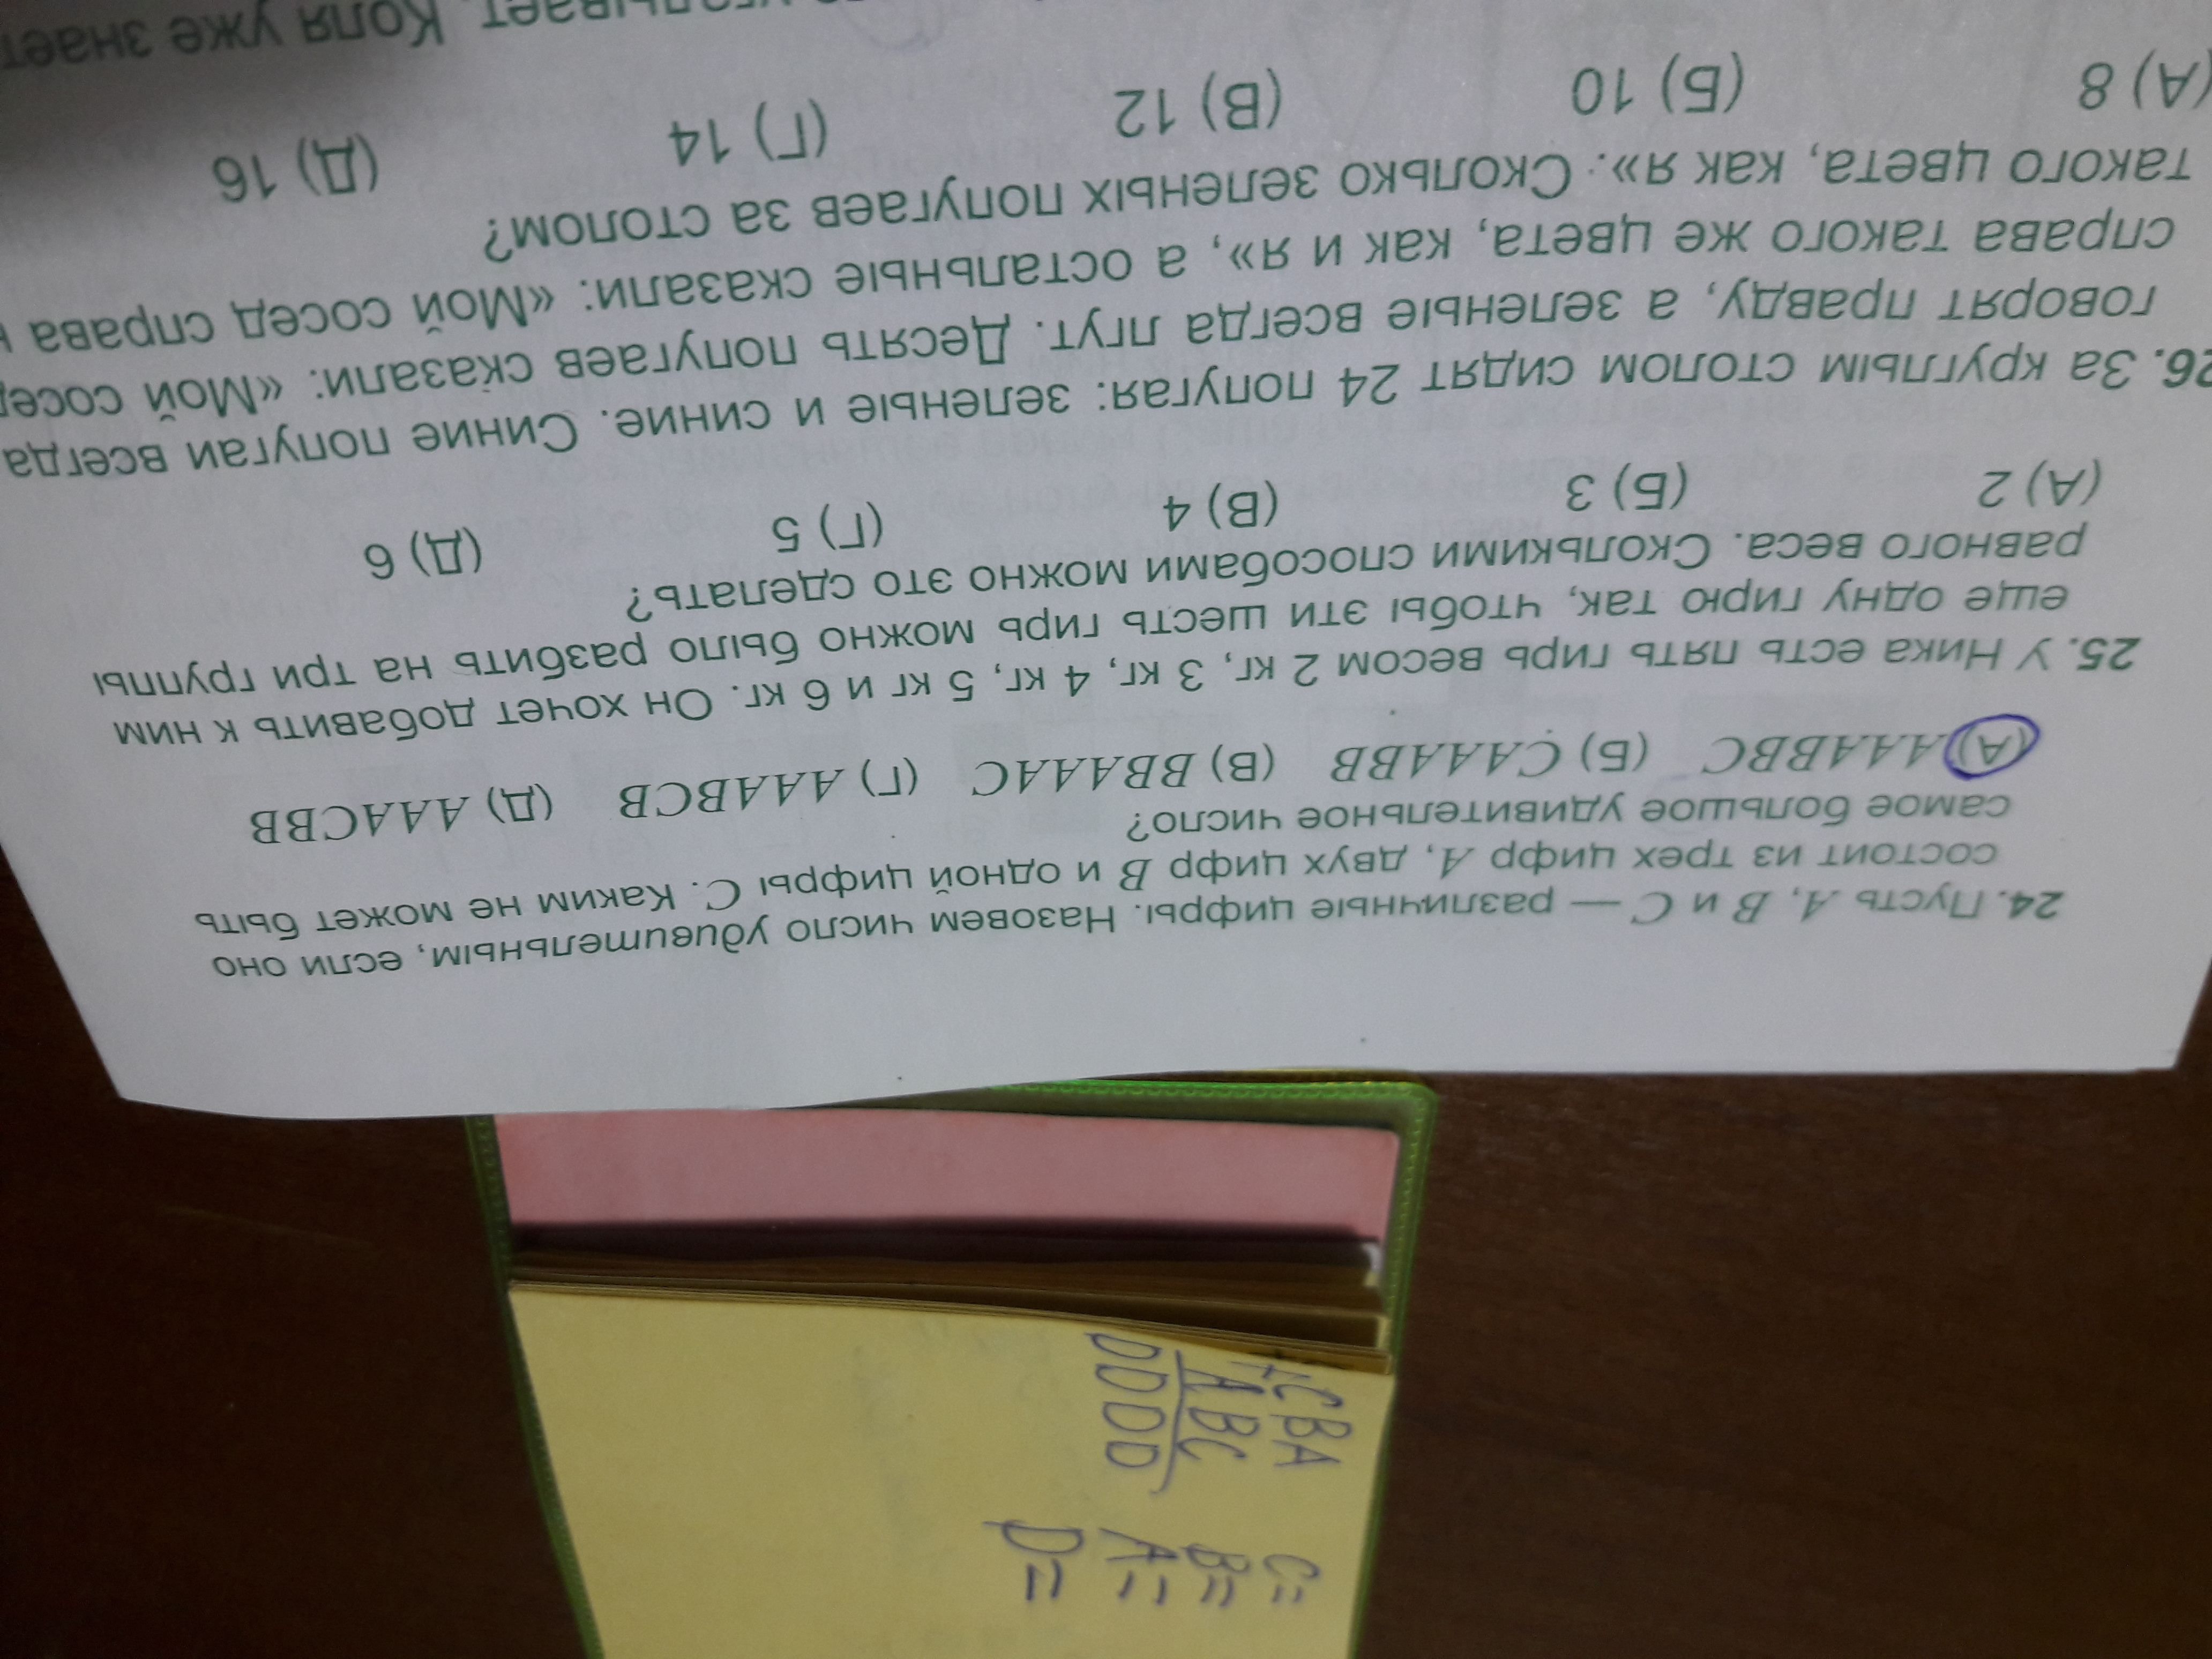 24. Пусть A, B и C — различные цифры. Назовем число удивительным, если оно
состоит из трех цифр A, двух цифр B и одной цифры C. Каким не может быть
самое большое удивительное число?
(А) AAABBC (Б) CAAABB (В) BBAAAC (Г) AAABCB (Д) AAACBB
25. У Ника есть пять гирь весом 2 кг, 3 кг, 4 кг, 5 кг и 6 кг. Он хочет добавить к ним
еще одну гирю так, чтобы эти шесть гирь можно было разбить на три группы
равного веса. Сколькими способами можно это сделать?
(А) 2 (Б) 3 (В) 4 (Г) 5 (Д) 6
26. За круглым столом сидят 24 попугая: зеленые и синие. Синие попугаи всегда
говорят правду, а зеленые всегда лгут. Десять попугаев сказали: «Мой сосед
справа такого же цвета, как и я», а остальные сказали: «Мой сосед справа
такого цвета, как я». Сколько зеленых попугаев за столом?
(А) 8 (Б) 10 (В) 12 (Г) 14 (Д) 16
Коля уже знает
CBA
ABC
DDDD
C=
B=
A=
D=